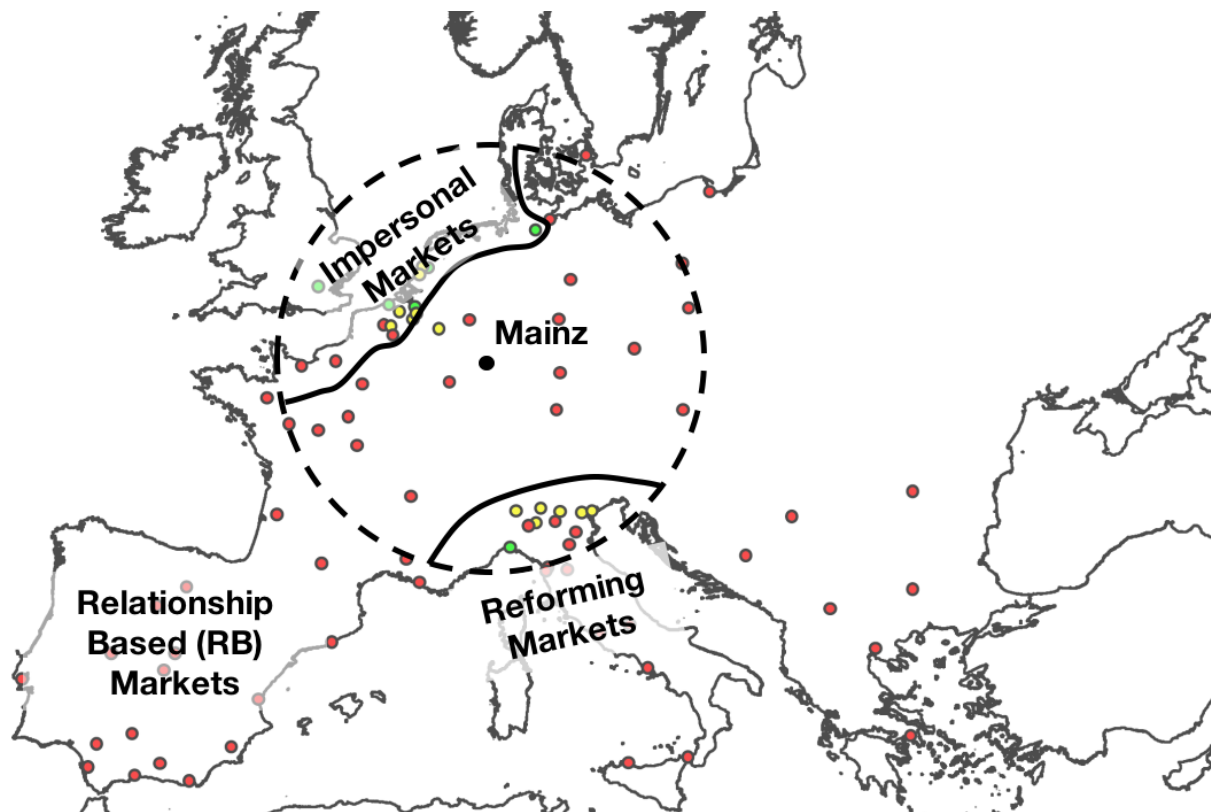 Impersonal
Markets
Mainz
Relationship
Based (RB)
Markets
Reforming
Markets